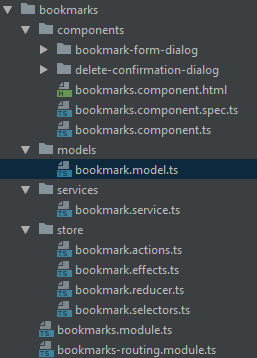 bookmarks
components
bookmark-form-dialog
delete-confirmation-dialog
bookmarks.component.html
bookmarks.component.spec.ts
bookmarks.component.ts
models
bookmark.model.ts
services
bookmark.service.ts
store
bookmark.actions.ts
bookmark.effects.ts
bookmark.reducer.ts
bookmark.selectors.ts
bookmarks.module.ts
bookmarks-routing.module.ts